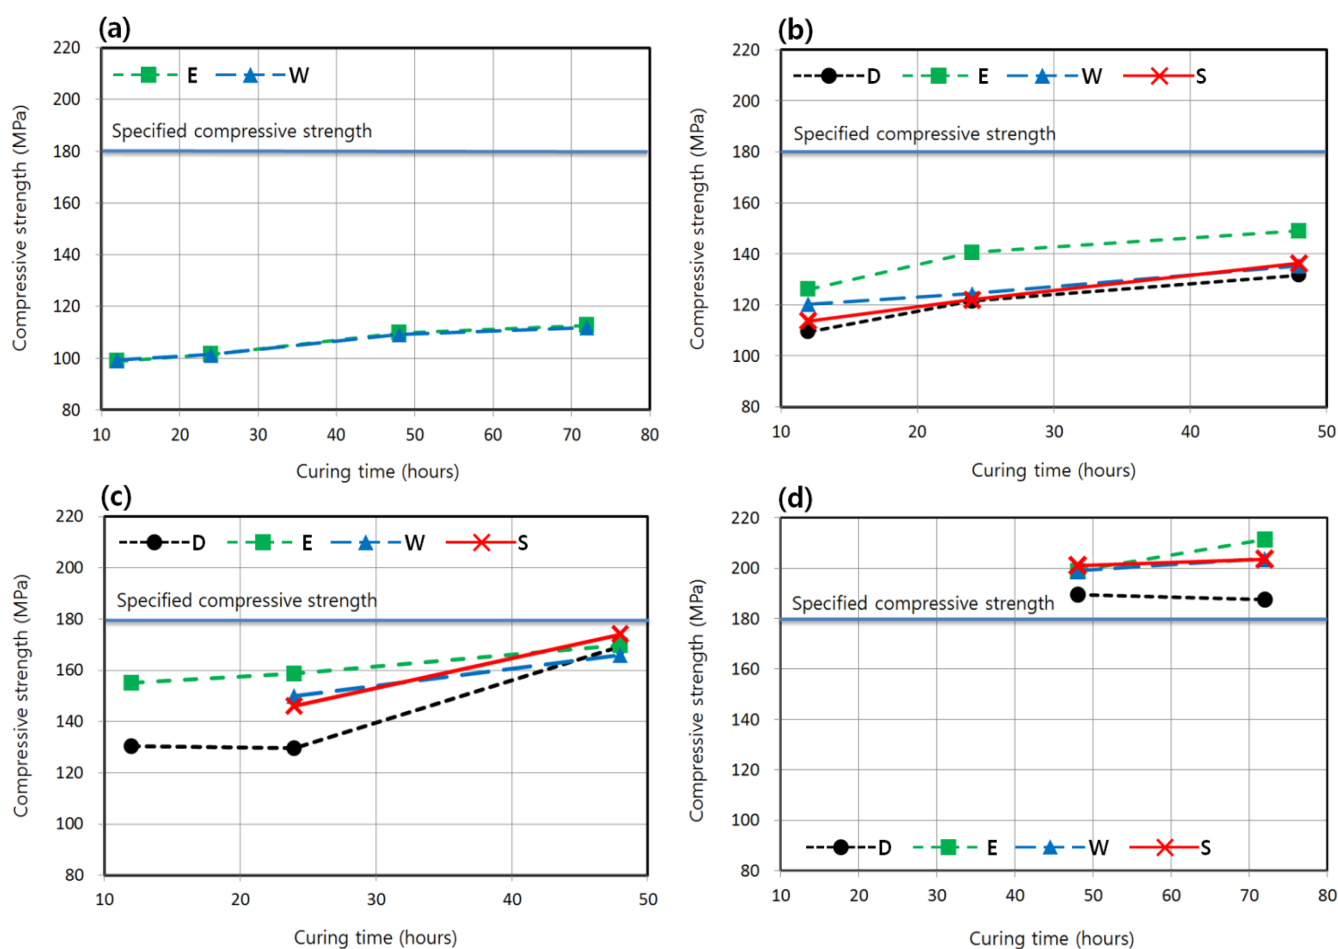 (a)
220
200
180
160
140
120
100
80
Compressive strength (MPa)
E W
Specified compressive strength
10 20 30 40 50 60 70 80
Curing time (hours)
(b)
220
200
180
160
140
120
100
80
Compressive strength (MPa)
D E W S
Specified compressive strength
10 20 30 40 50
Curing time (hours)
(c)
220
200
180
160
140
120
100
80
Compressive strength (MPa)
D E W S
Specified compressive strength
10 20 30 40 50
Curing time (hours)
(d)
220
200
180
160
140
120
100
80
Compressive strength (MPa)
Specified compressive strength
D E W S
10 20 30 40 50 60 70 80
Curing time (hours)